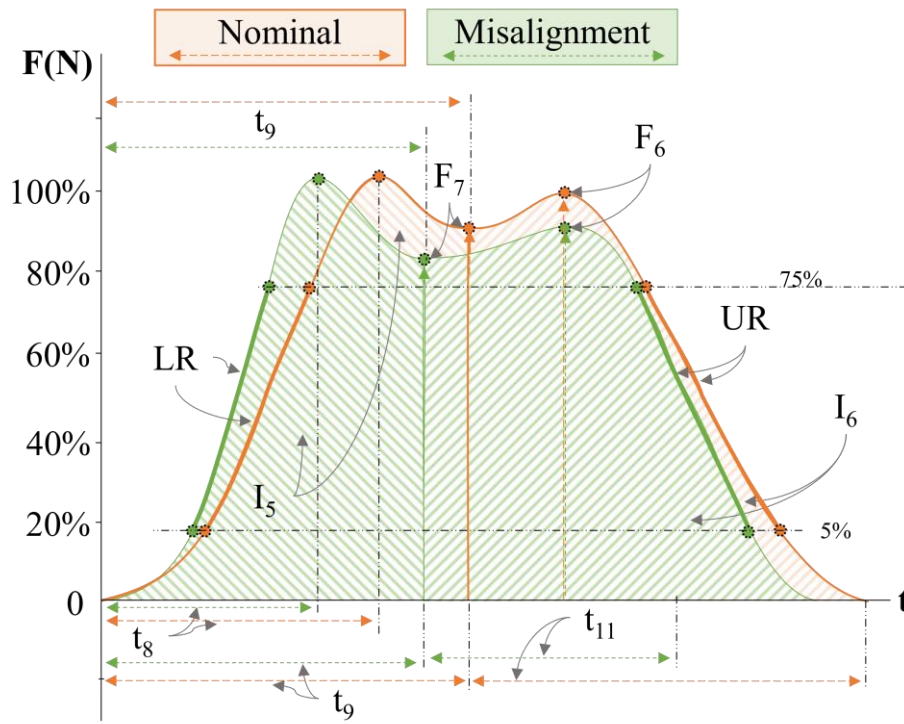 Nominal
Misalignment
F(N)
t₉
F₆
F₇
100%
80%
75%
60%
LR
UR
40%
I₆
I₅
20%
5%
0
t
t₈
t₁₁
t₉